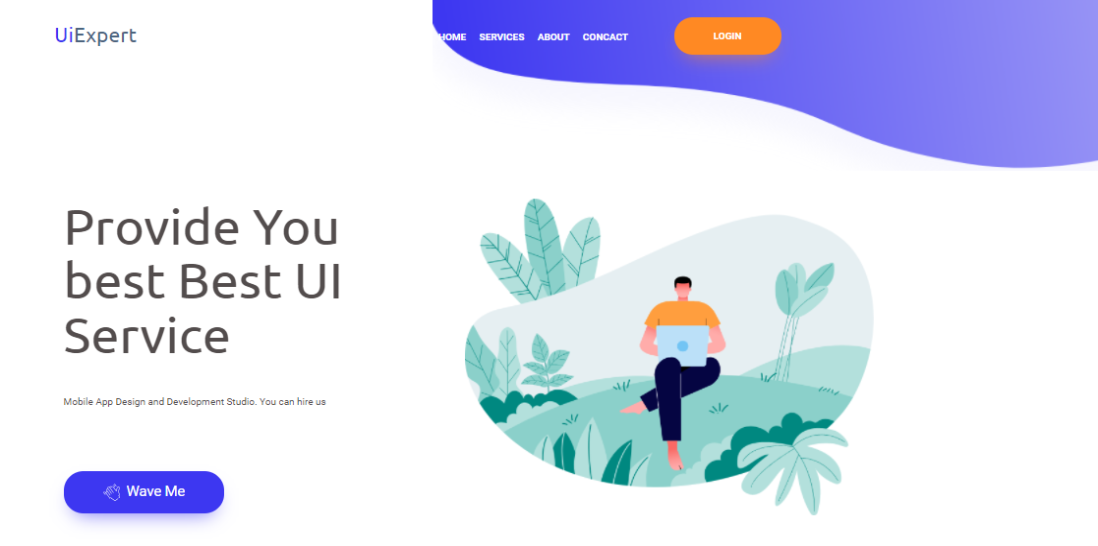 UiExpert
HOME SERVICES ABOUT CONCACT LOGIN
Provide You
best Best UI
Service
Mobile App Design and Development Studio. You can hire us
Wave Me